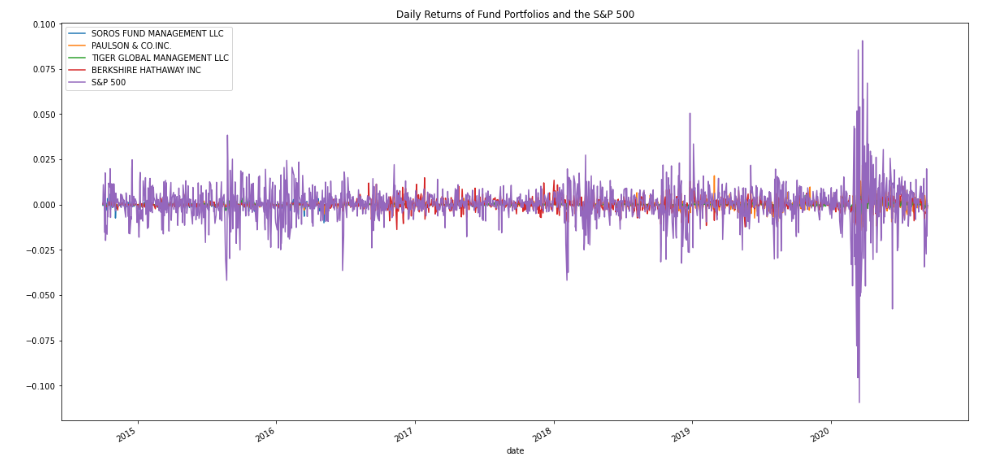 Daily Returns of Fund Portfolios and the S&P 500
SOROS FUND MANAGEMENT LLC
PAULSON & CO.INC.
TIGER GLOBAL MANAGEMENT LLC
BERKSHIRE HATHAWAY INC
S&P 500
0.100
0.075
0.050
0.025
0.000
−0.025
−0.050
−0.075
−0.100
2015
2016
2017
2018
2019
2020
date